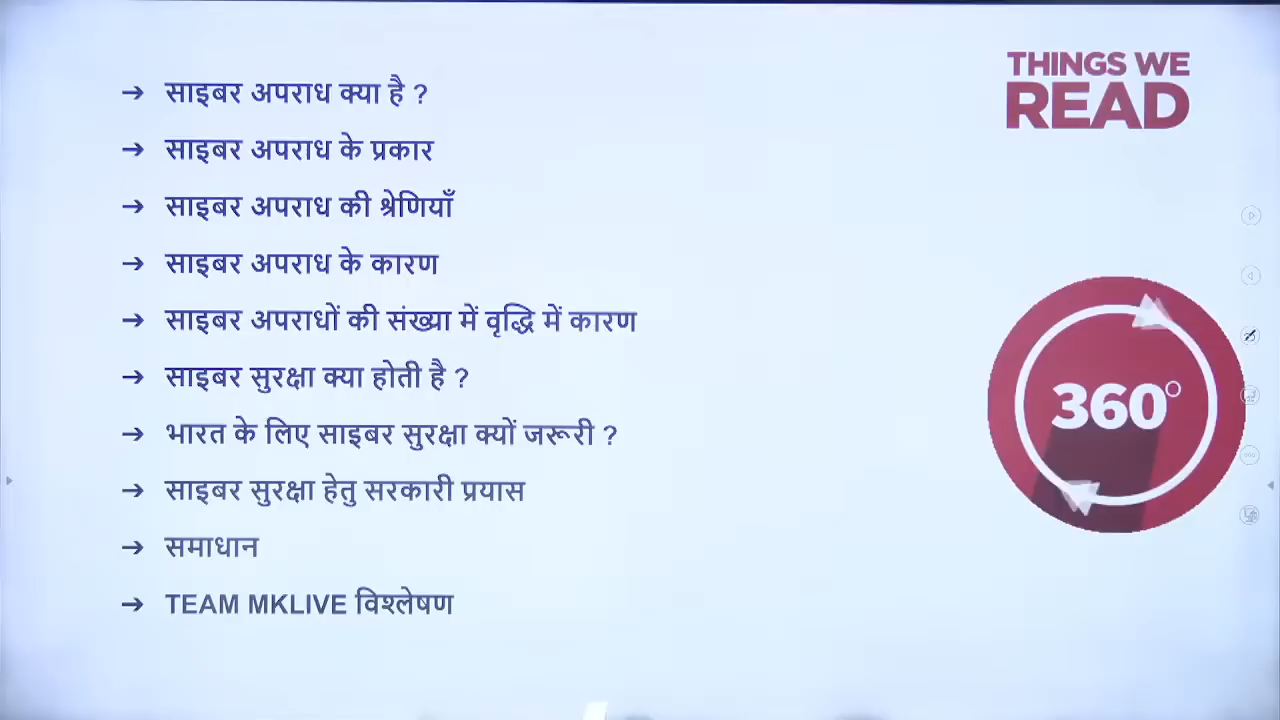 THINGS WE
READ
➔ साइबर अपराध क्या है ?
➔ साइबर अपराध के प्रकार
➔ साइबर अपराध की श्रेणियाँ
➔ साइबर अपराध के कारण
➔ साइबर अपराधों की संख्या में वृद्धि में कारण
➔ साइबर सुरक्षा क्या होती है ?
➔ भारत के लिए साइबर सुरक्षा क्यों जरूरी ?
➔ साइबर सुरक्षा हेतु सरकारी प्रयास
➔ समाधान
➔ TEAM MKLIVE विश्लेषण
360°